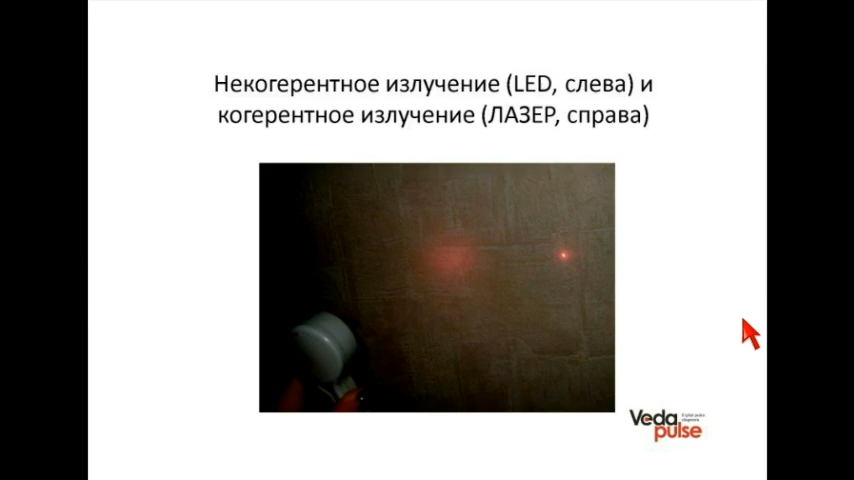 Некогерентное излучение (LED, слева) и
когерентное излучение (ЛАЗЕР, справа)
Veda
pulse